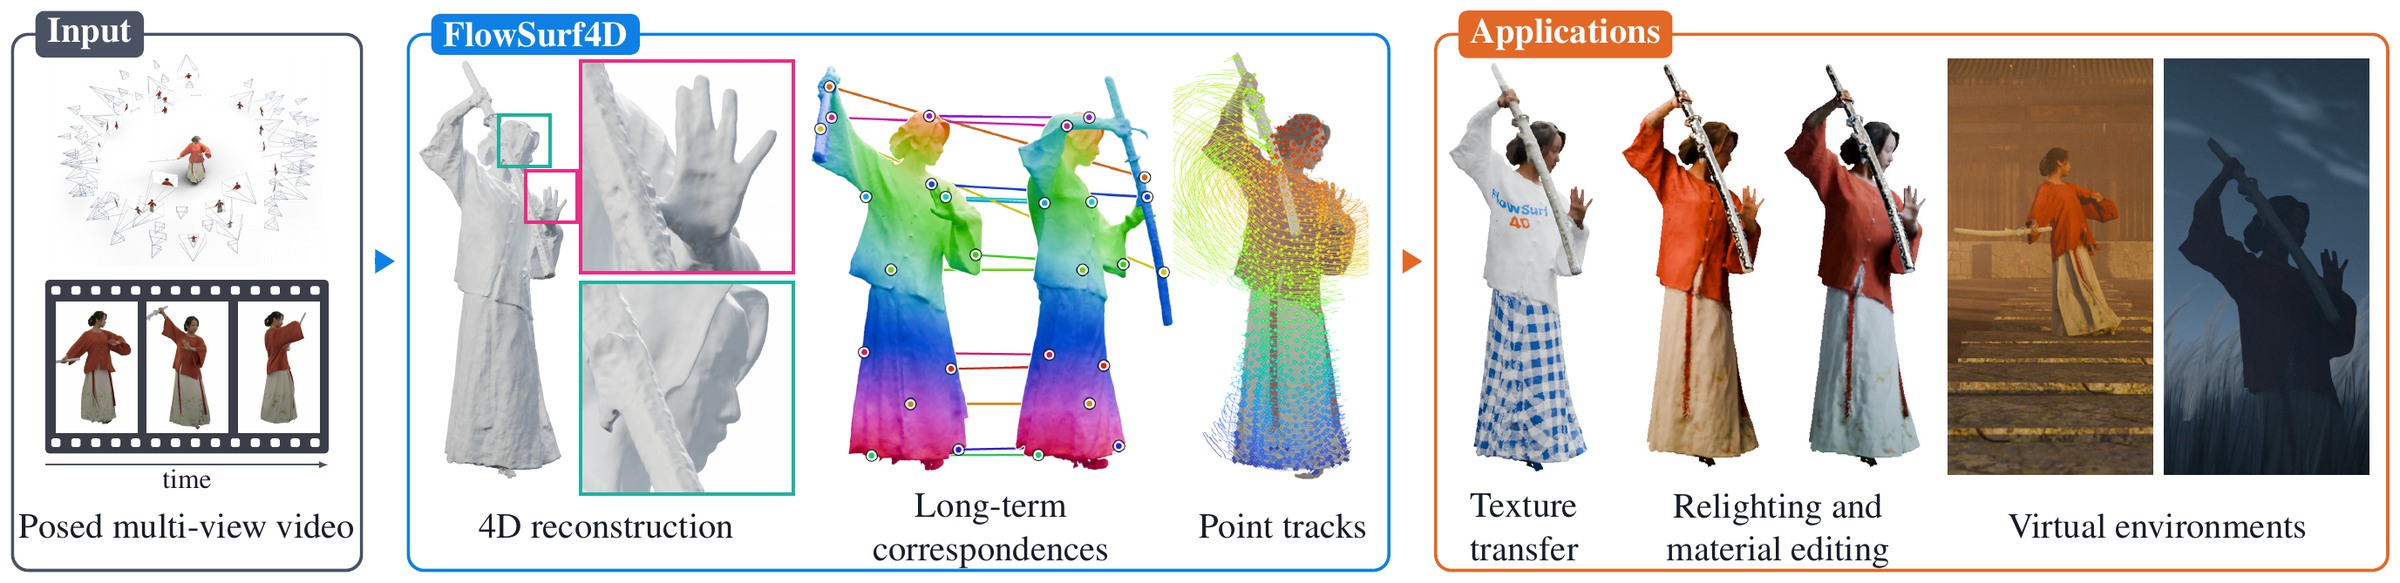 Input
time
Posed multi-view video
FlowSurf4D
4D reconstruction
Long-term
correspondences
Point tracks
Applications
FlowSurf
4D
Texture
transfer
Relighting and
material editing
Virtual environments